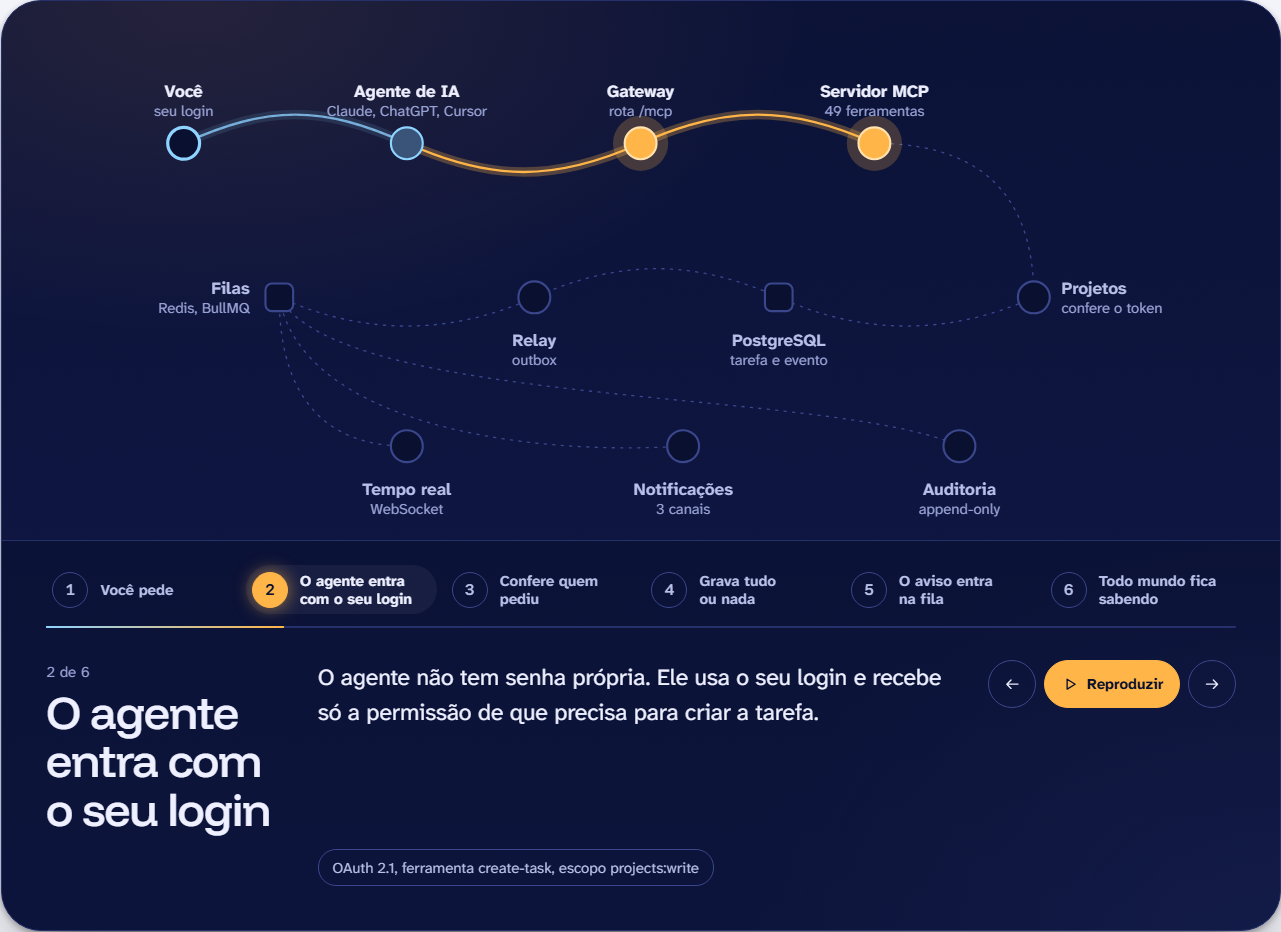 Você
seu login
Agente de IA
Claude, ChatGPT, Cursor
Gateway
rota /mcp
Servidor MCP
49 ferramentas
Filas
Redis, BullMQ
Relay
outbox
PostgreSQL
tarefa e evento
Projetos
confere o token
Tempo real
WebSocket
Notificações
3 canais
Auditoria
append-only
1
Você pede
2
O agente entra
com o seu login
3
Confere quem
pediu
4
Grava tudo
ou nada
5
O aviso entra
na fila
6
Todo mundo fica
sabendo
2 de 6
O agente
entra com
o seu login
O agente não tem senha própria. Ele usa o seu login e recebe
só a permissão de que precisa para criar a tarefa.
Reproduzir
OAuth 2.1, ferramenta create-task, escopo projects:write